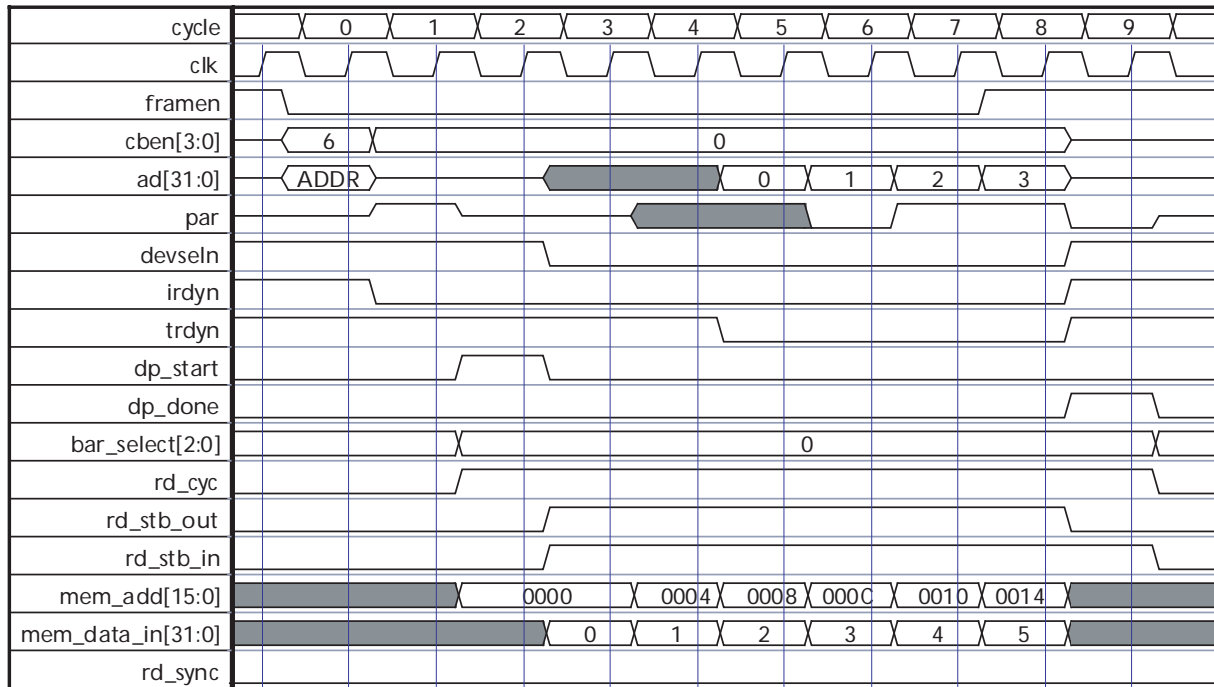 cycle 0 1 2 3 4 5 6 7 8 9
clk
framen
cben[3:0] 6 0
ad[31:0] ADDR 0 1 2 3
par
devseln
irdyn
trdyn
dp_start
dp_done
bar_select[2:0] 0
rd_cyc
rd_stb_out
rd_stb_in
mem_add[15:0] 0000 0004 0008 000C 0010 0014
mem_data_in[31:0] 0 1 2 3 4 5
rd_sync